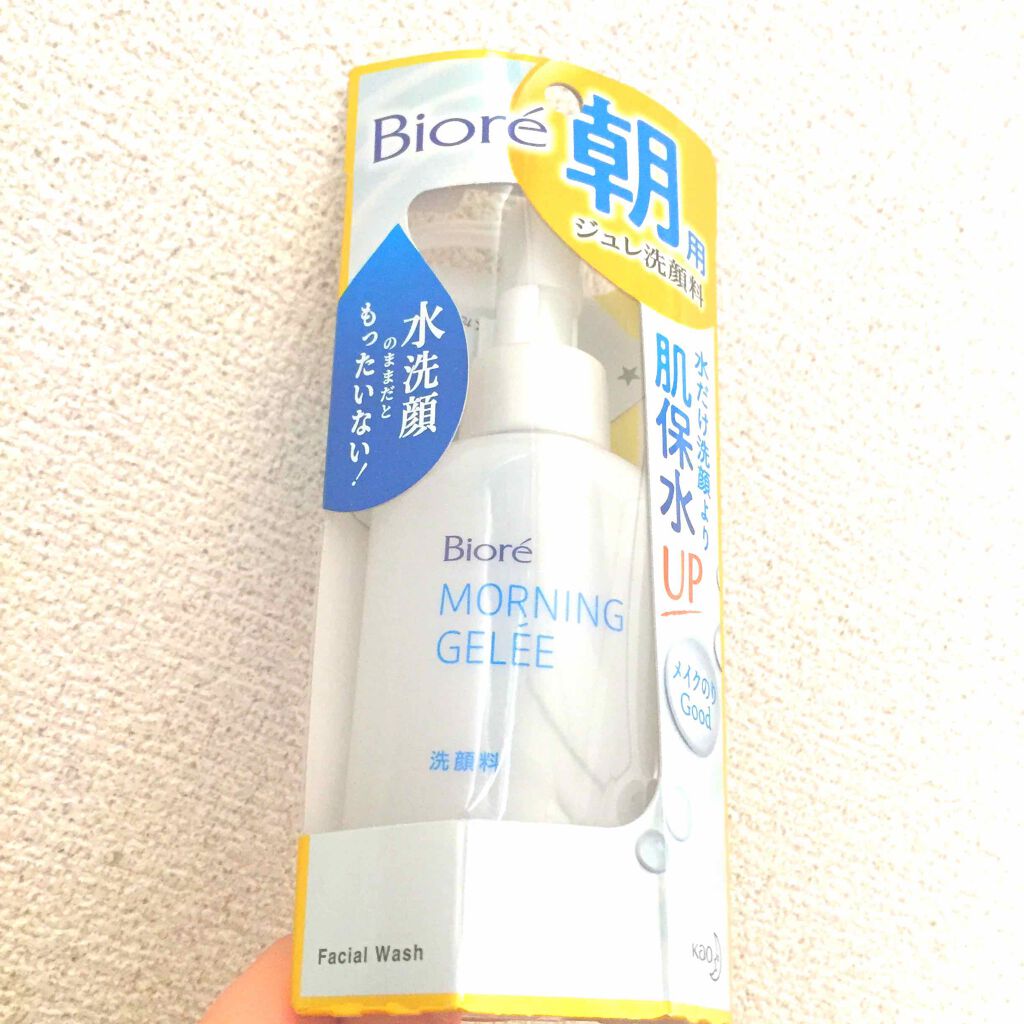 Bioré
朝用
ジュレ洗顔料
水洗顔
のままだと
もったいない!
水だけ洗顔より
肌保水
UP
メイクのり
Good
Bioré
MORNING
GELÉE
洗顔料
Facial Wash
Kao